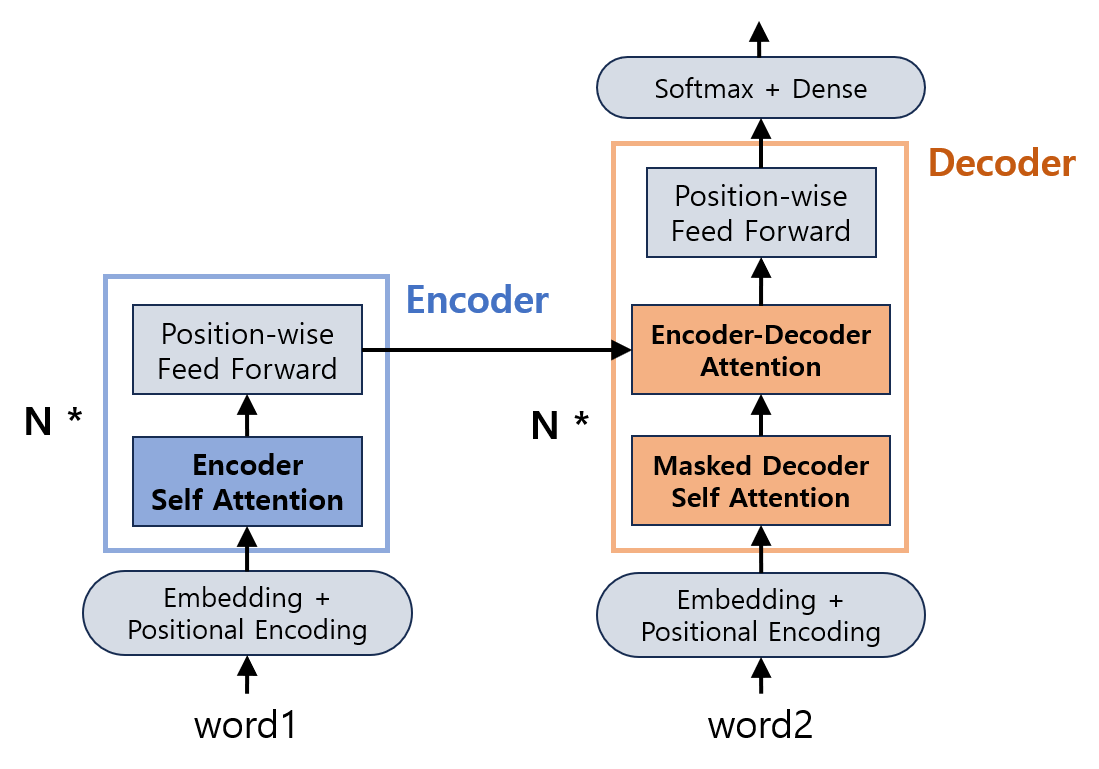 Softmax + Dense
Decoder
Position-wise
Feed Forward
Encoder
Position-wise
Feed Forward
Encoder-Decoder
Attention
N *
N *
Encoder
Self Attention
Masked Decoder
Self Attention
Embedding +
Positional Encoding
Embedding +
Positional Encoding
word1
word2